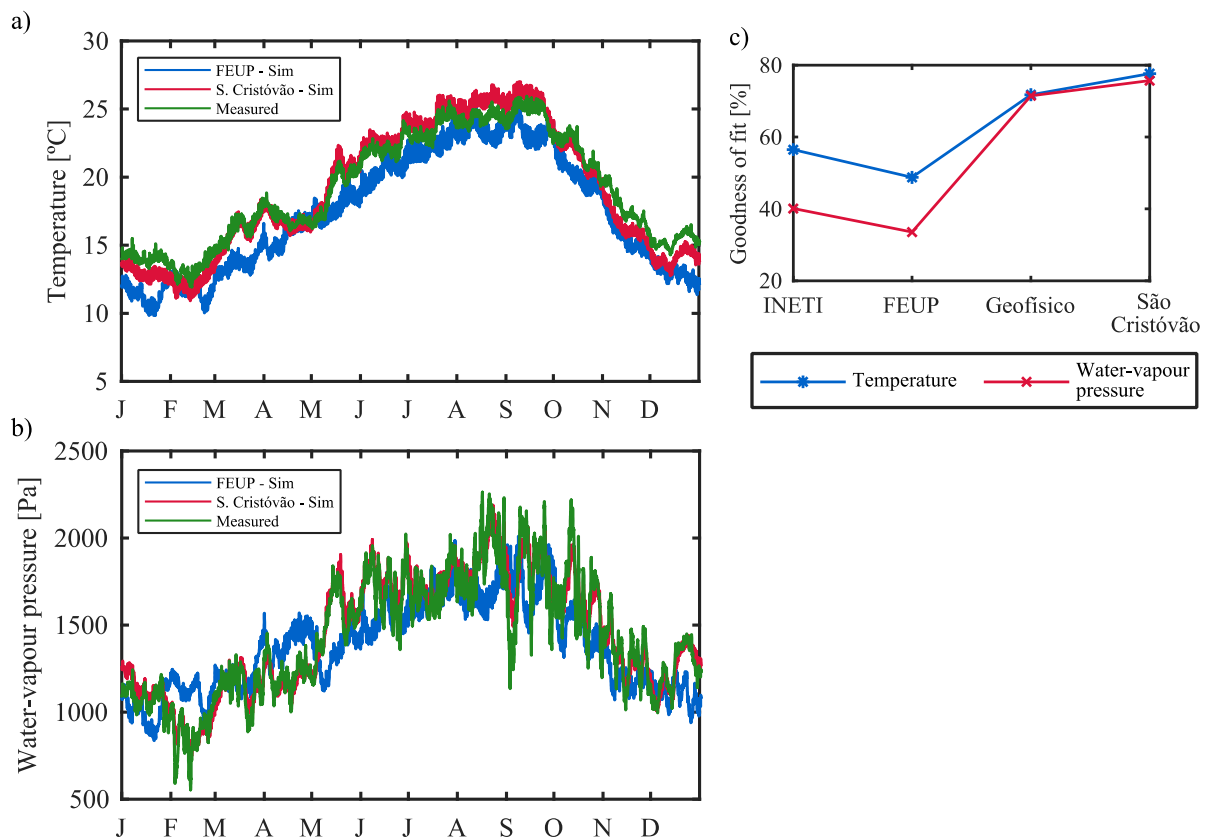 a)
30
25
20
15
10
5
Temperature [ºC]
FEUP - Sim
S. Cristóvão - Sim
Measured
J F M A M J J A S O N D
b)
2500
2000
1500
1000
500
Water-vapour pressure [Pa]
FEUP - Sim
S. Cristóvão - Sim
Measured
J F M A M J J A S O N D
c)
80
60
40
20
Goodness of fit [%]
INETI FEUP Geofísico São
Cristóvão
Temperature
Water-vapour
pressure